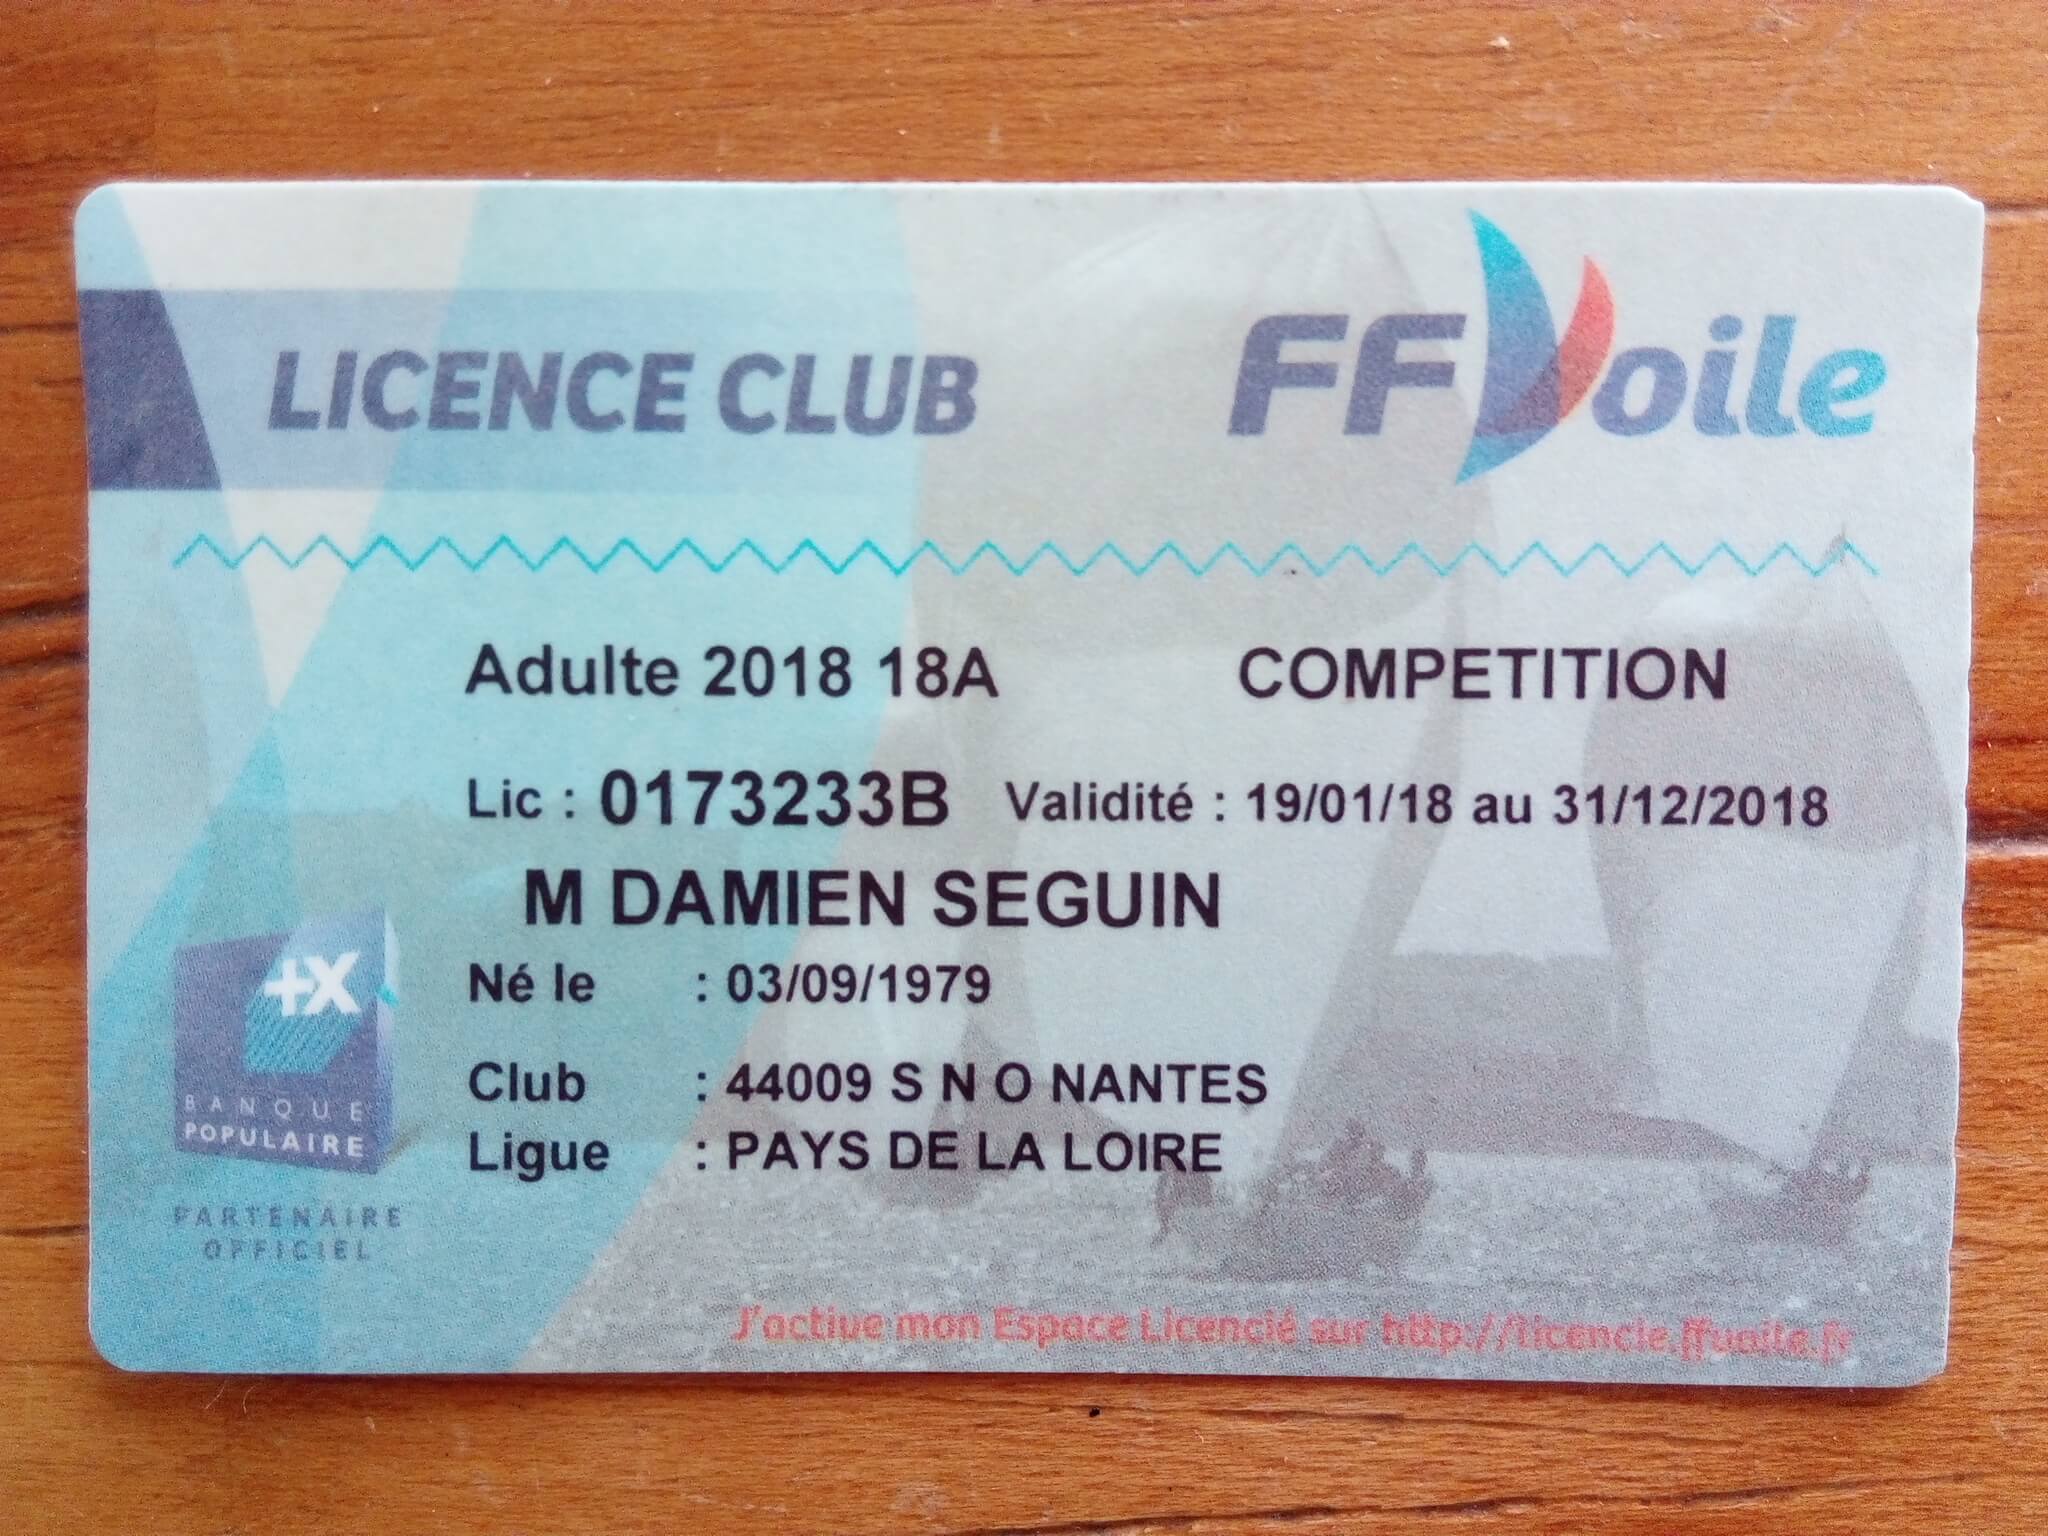 LICENCE CLUB
FFVoile
Adulte 2018 18A COMPETITION
Lic : 0173233B Validité : 19/01/18 au 31/12/2018
M DAMIEN SEGUIN
Né le : 03/09/1979
Club : 44009 S N O NANTES
Ligue : PAYS DE LA LOIRE
+X
BANQUE
POPULAIRE
PARTENAIRE
OFFICIEL
J'active mon Espace Licencié sur http://licencie.ffvoile.fr